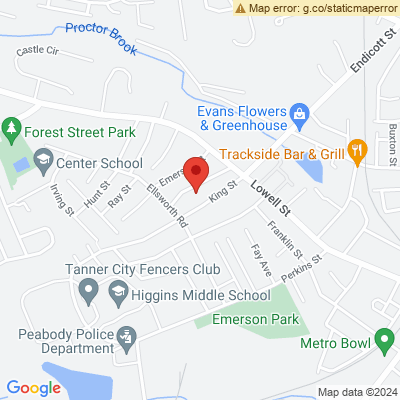 Map error: g.co/staticmaperror
Proctor Brook
Castle Cir
Endicott St
Evans Flowers
& Greenhouse
Buxton St
Forest Street Park
Trackside Bar & Grill
Center School
Irving St
Hunt St
Ray St
Ellsworth Rd
King St
Lowell St
Franklin St
Fay Ave
Perkins St
Tanner City Fencers Club
Higgins Middle School
Emerson Park
Peabody Police
Department
Metro Bowl
Google
Map data ©2024